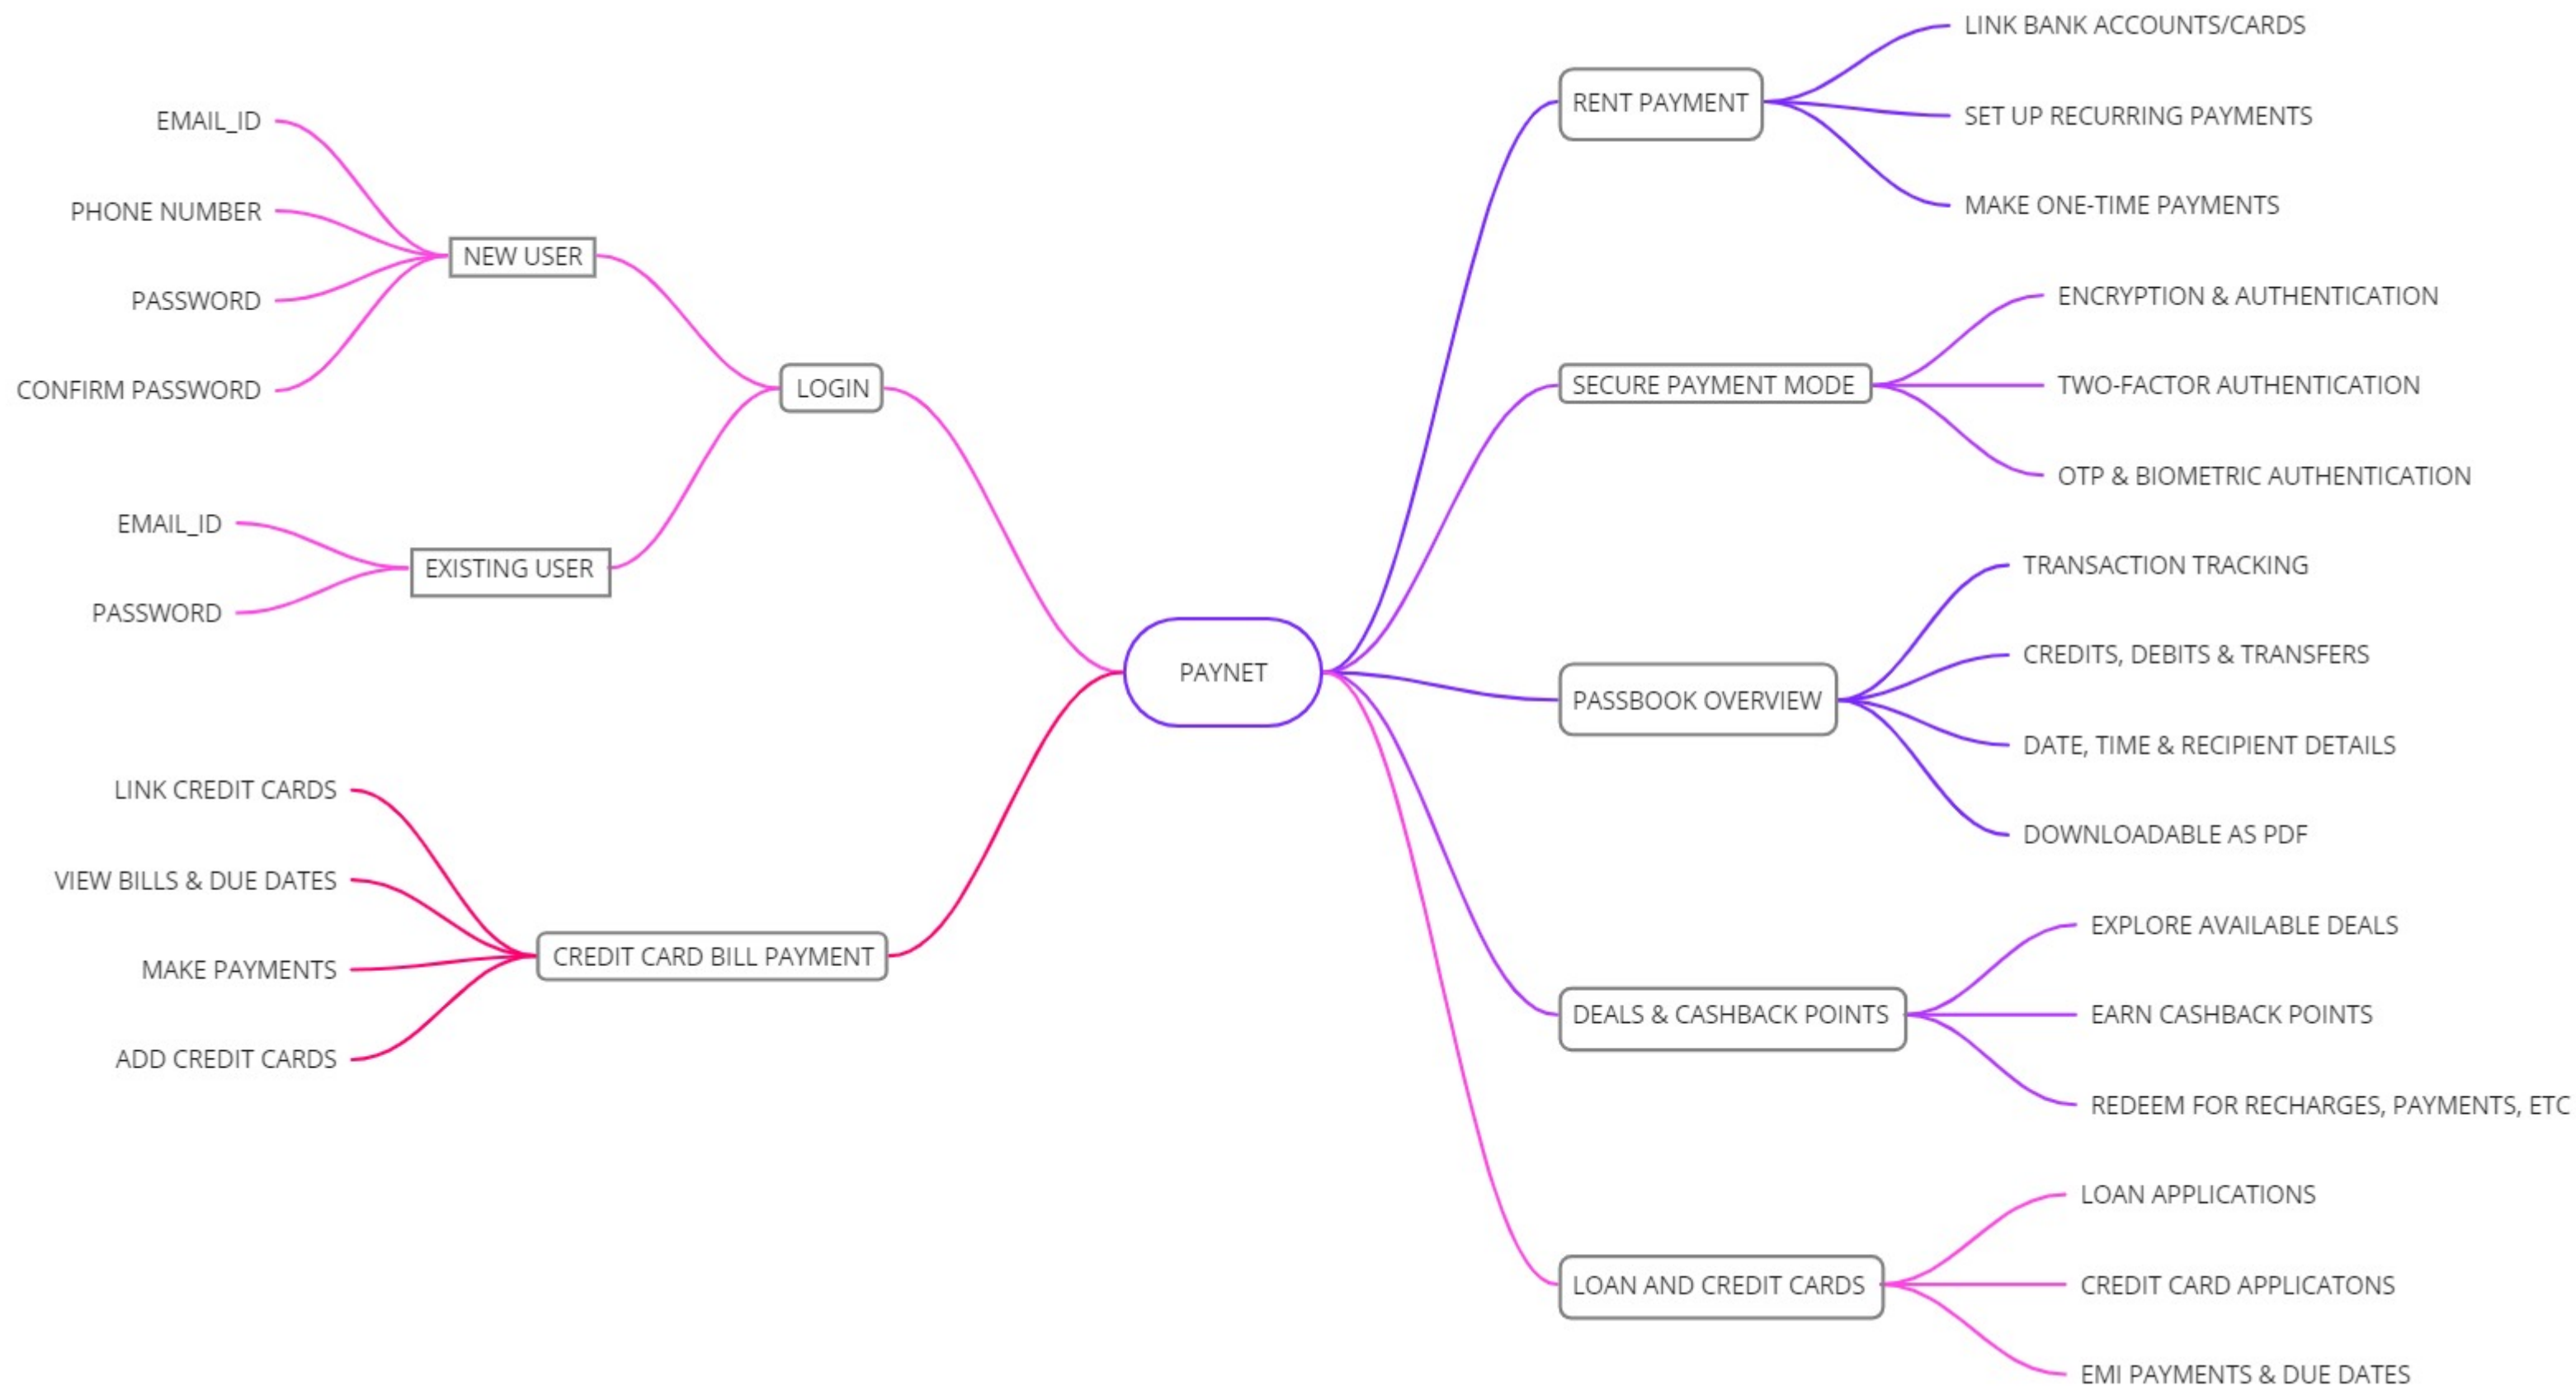 EMAIL_ID
PHONE NUMBER
PASSWORD
CONFIRM PASSWORD
NEW USER
EMAIL_ID
PASSWORD
EXISTING USER
LOGIN
LINK CREDIT CARDS
VIEW BILLS & DUE DATES
MAKE PAYMENTS
ADD CREDIT CARDS
CREDIT CARD BILL PAYMENT
PAYNET
RENT PAYMENT
LINK BANK ACCOUNTS/CARDS
SET UP RECURRING PAYMENTS
MAKE ONE-TIME PAYMENTS
SECURE PAYMENT MODE
ENCRYPTION & AUTHENTICATION
TWO-FACTOR AUTHENTICATION
OTP & BIOMETRIC AUTHENTICATION
PASSBOOK OVERVIEW
TRANSACTION TRACKING
CREDITS, DEBITS & TRANSFERS
DATE, TIME & RECIPIENT DETAILS
DOWNLOADABLE AS PDF
DEALS & CASHBACK POINTS
EXPLORE AVAILABLE DEALS
EARN CASHBACK POINTS
REDEEM FOR RECHARGES, PAYMENTS, ETC
LOAN AND CREDIT CARDS
LOAN APPLICATIONS
CREDIT CARD APPLICATONS
EMI PAYMENTS & DUE DATES